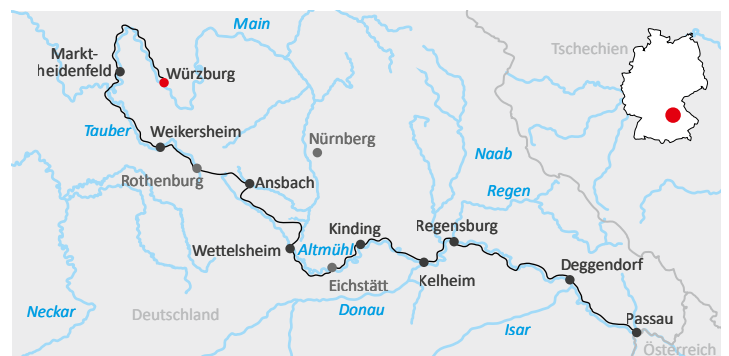 Main
Tschechien
Markt-
heidenfeld
Würzburg
Tauber
Weikersheim
Nürnberg
Naab
Rothenburg
Ansbach
Regen
Kinding
Regensburg
Wettelsheim
Altmühl
Deggendorf
Eichstätt
Kelheim
Neckar
Deutschland
Donau
Isar
Passau
Österreich